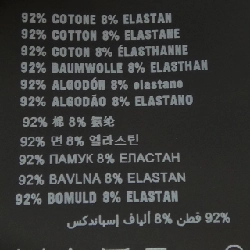 92% COTONE 8% ELASTAN
92% COTTON 8% ELASTANE
92% COTON 8% ÉLASTHANNE
92% BAUMWOLLE 8% ELASTHAN
92% ALGODÓN 8% elastano
92% ALGODÃO 8% ELASTANO
92% 棉 8% 氨纶
92% 면 8% 엘라스틴
92% ПАМУК 8% ЕЛАСТАН
92% BAVLNA 8% ELASTAN
92% BOMULD 8% ELASTAN
92% قطن 8% ألياف إسباندكس